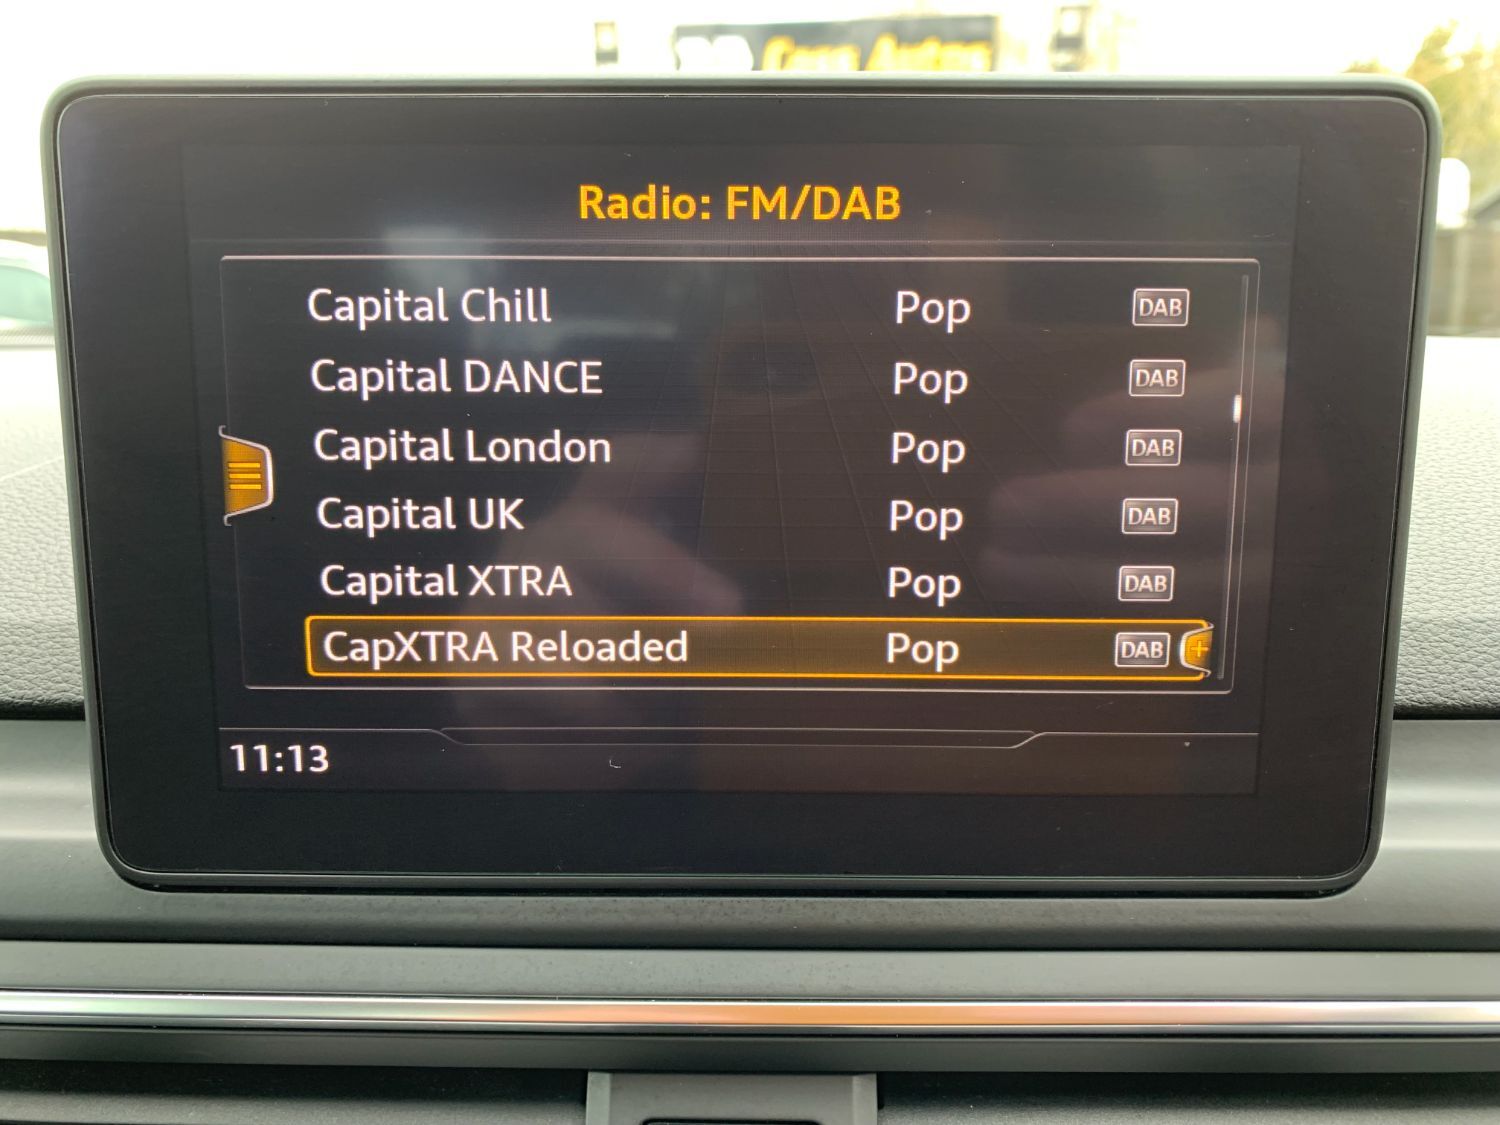 Radio: FM/DAB
Capital Chill Pop DAB
Capital DANCE Pop DAB
Capital London Pop DAB
Capital UK Pop DAB
Capital XTRA Pop DAB
CapXTRA Reloaded Pop DAB +
11:13